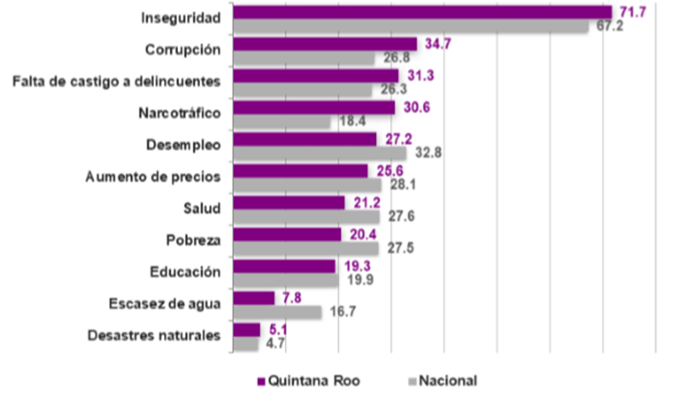 Inseguridad 71.7
67.2
Corrupción 34.7
26.8
Falta de castigo a delincuentes 31.3
26.3
Narcotráfico 30.6
18.4
Desempleo 27.2
32.8
Aumento de precios 25.6
28.1
Salud 21.2
27.6
Pobreza 20.4
27.5
Educación 19.3
19.9
Escasez de agua 7.8
16.7
Desastres naturales 5.1
4.7
Quintana Roo Nacional